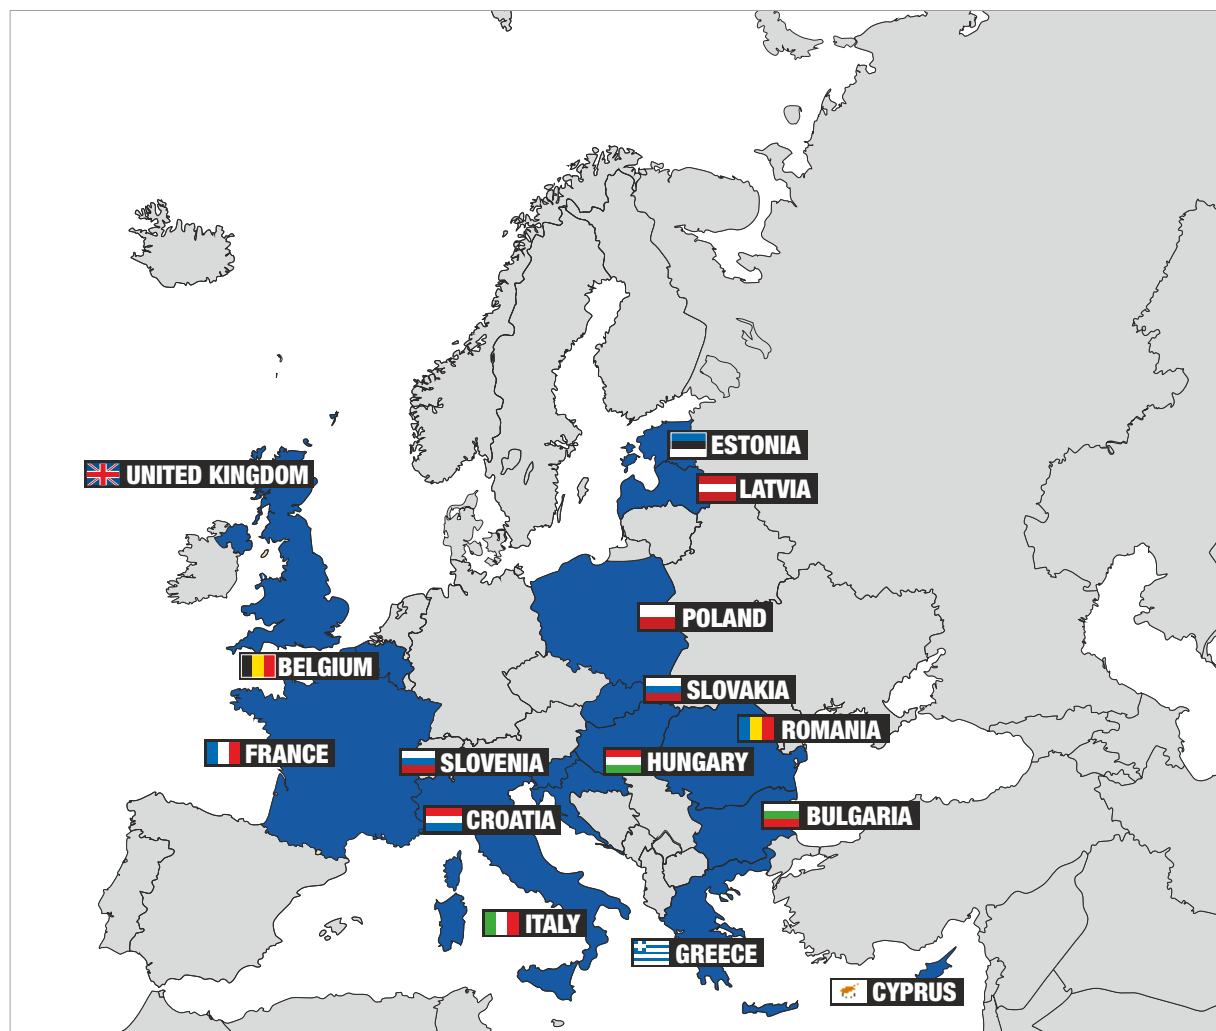 ESTONIA
UNITED KINGDOM
LATVIA
POLAND
BELGIUM
SLOVAKIA
ROMANIA
FRANCE
SLOVENIA
HUNGARY
BULGARIA
CROATIA
ITALY
GREECE
CYPRUS